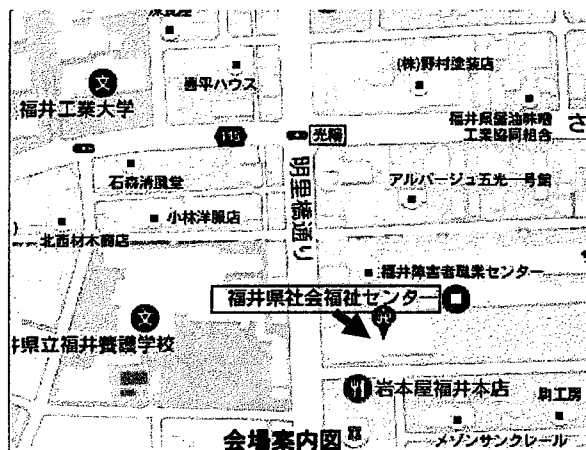 文
福井工業大学
(株)野村塗装店
福井県醤油味噌
工業協同組合
さ
115
光陽
石森清風堂
小林洋服店
北西材木商店
明里橋通り
アルバージュ五光一号館
福井障害者職業センター
福井県社会福祉センター
文
井県立福井養護学校
岩本屋福井本店
メゾンサンクレール
会場案内図